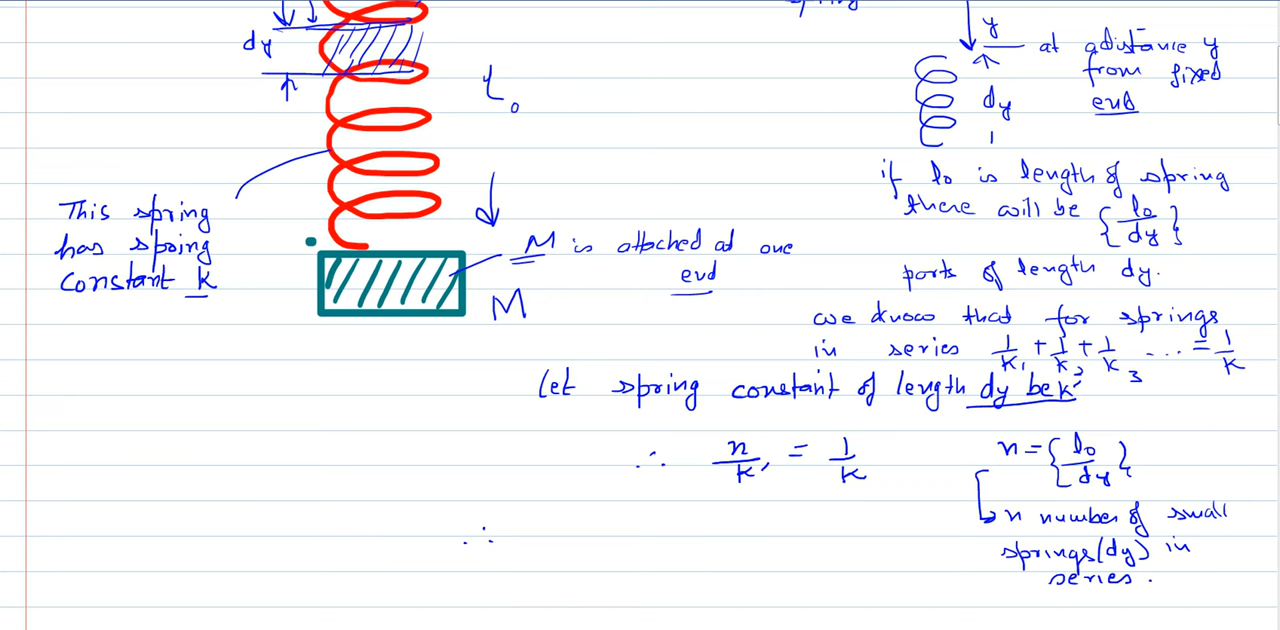 dy
l₀
This spring
has spring
constant k
M is attached at one
end
M
spring
y
at a distance y
from fixed
end
dy
if l₀ is length of spring
there will be {l₀/dy}
parts of length dy.
we know that for springs
in series 1/K₁ + 1/K₂ + 1/K₃ ... = 1/K
let spring constant of length dy be k'
∴ n/k' = 1/k
n = {l₀/dy}
n number of small
springs(dy) in
series.
∴